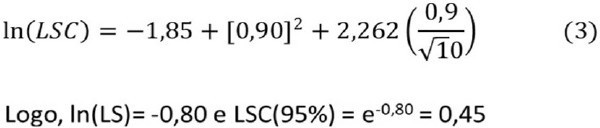 ln(LSC) = −1,85 + [0,90]² + 2,262 (0,9/√10) (3)
Logo, ln(LS)= -0,80 e LSC(95%) = e^-0,80 = 0,45